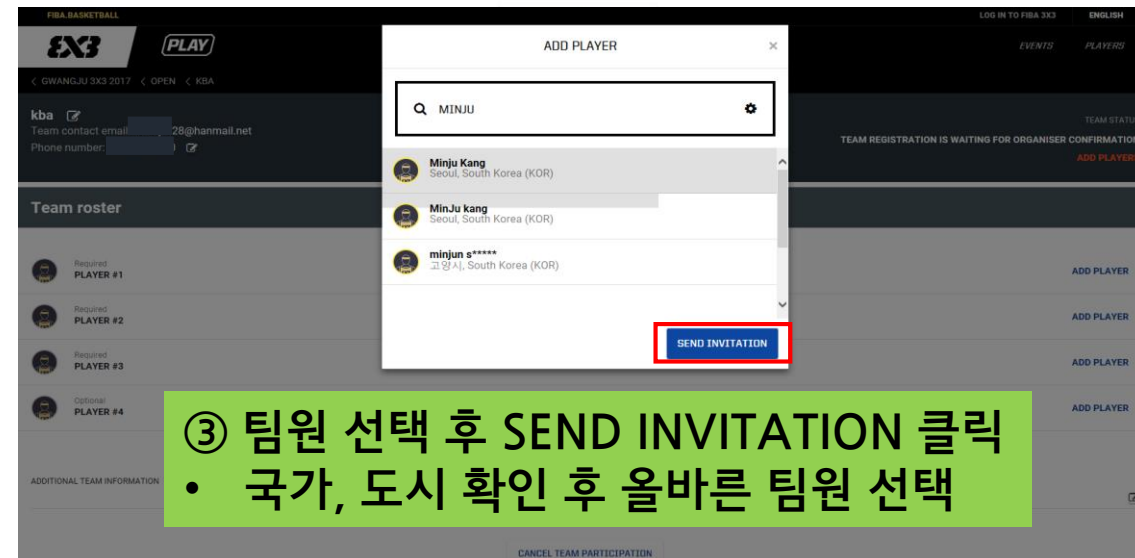 FIBA.BASKETBALL
LOG IN TO FIBA 3X3 ENGLISH
3X3 PLAY
EVENTS PLAYERS
< GWANGJU 3X3 2017 < OPEN < KBA
kba
Team contact email 28@hanmail.net
Phone number:
TEAM STATU
TEAM REGISTRATION IS WAITING FOR ORGANISER CONFIRMATION
ADD PLAYER
Team roster
Required
PLAYER #1
ADD PLAYER
Required
PLAYER #2
ADD PLAYER
Required
PLAYER #3
ADD PLAYER
Optional
PLAYER #4
ADD PLAYER
ADDITIONAL TEAM INFORMATION
CANCEL TEAM PARTICIPATION
ADD PLAYER ×
MINJU
Minju Kang
Seoul, South Korea (KOR)
MinJu kang
Seoul, South Korea (KOR)
minjun s*****
고양시, South Korea (KOR)
SEND INVITATION
③ 팀원 선택 후 SEND INVITATION 클릭
• 국가, 도시 확인 후 올바른 팀원 선택